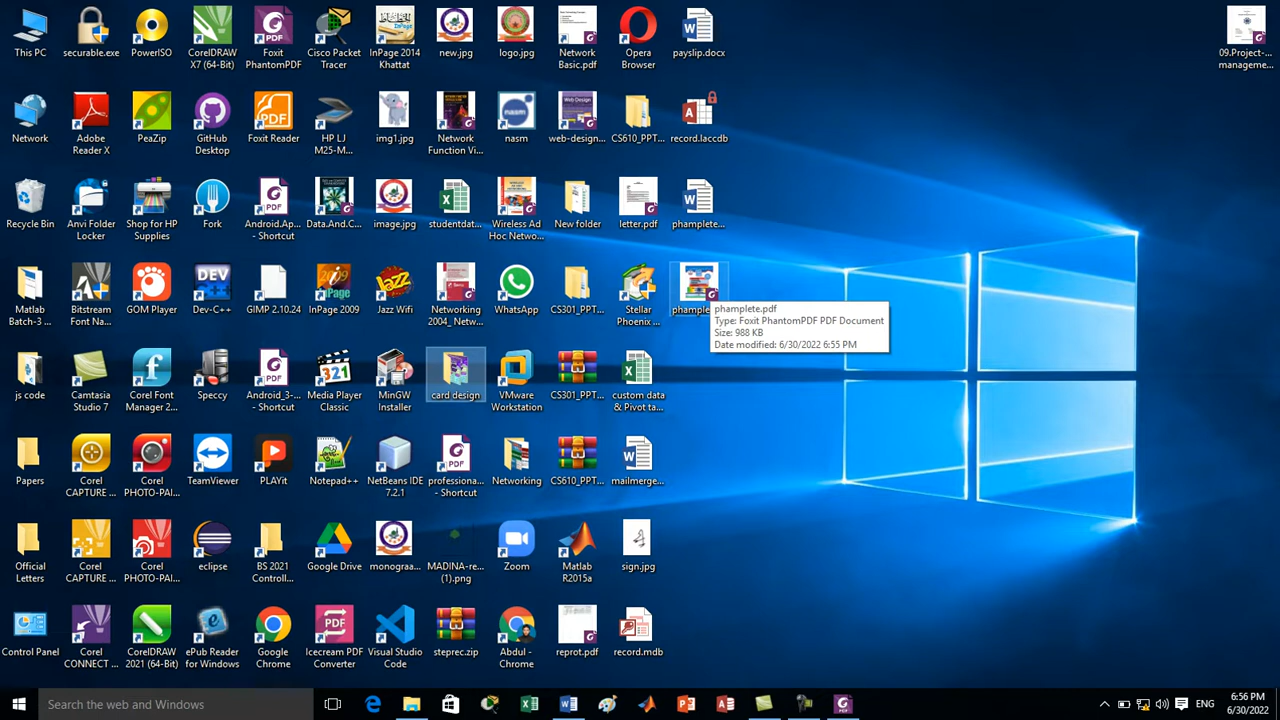 This PC
securable.exe
PowerISO
CorelDRAW
X7 (64-Bit)
Foxit
PhantomPDF
Cisco Packet
Tracer
InPage 2014
Khattat
new.jpg
logo.jpg
Network
Basic.pdf
Opera
Browser
payslip.docx
09.Project-...
manageme...
Network
Adobe
Reader X
PeaZip
GitHub
Desktop
Foxit Reader
HP LJ
M25-M...
img1.jpg
Network
Function Vi...
nasm
web-design...
CS610_PPT...
record.laccdb
Recycle Bin
Anvi Folder
Locker
Shop for HP
Supplies
Fork
Android.Ap...
- Shortcut
Data.And.C...
image.jpg
studentdat...
Wireless Ad
Hoc Netwo...
New folder
letter.pdf
phamplete...
Matlab
Batch-3 ...
Bitstream
Font Na...
GOM Player
DEV
Dev-C++
GIMP 2.10.24
InPage 2009
Jazz Wifi
Networking
2004_ Netw...
WhatsApp
CS301_PPT...
Stellar
Phoenix ...
phamplete.pdf
Type: Foxit PhantomPDF PDF Document
Size: 988 KB
Date modified: 6/30/2022 6:55 PM
js code
Camtasia
Studio 7
Corel Font
Manager 2...
Speccy
Android_3-...
- Shortcut
Media Player
Classic
MinGW
Installer
card design
VMware
Workstation
CS301_PPT...
custom data
& Pivot ta...
Papers
Corel
CAPTURE ...
Corel
PHOTO-PAI...
TeamViewer
PLAYit
Notepad++
NetBeans IDE
7.2.1
professiona...
- Shortcut
Networking
CS610_PPT...
mailmerge...
Official
Letters
Corel
CAPTURE ...
Corel
PHOTO-PAI...
eclipse
BS 2021
Controll...
Google Drive
monograa...
MADINA-re...
(1).png
Zoom
Matlab
R2015a
sign.jpg
Control Panel
Corel
CONNECT ...
CorelDRAW
2021 (64-Bit)
ePub Reader
for Windows
Google
Chrome
Icecream PDF
Converter
Visual Studio
Code
steprec.zip
Abdul -
Chrome
reprot.pdf
record.mdb
Search the web and Windows
ENG
6:56 PM
6/30/2022